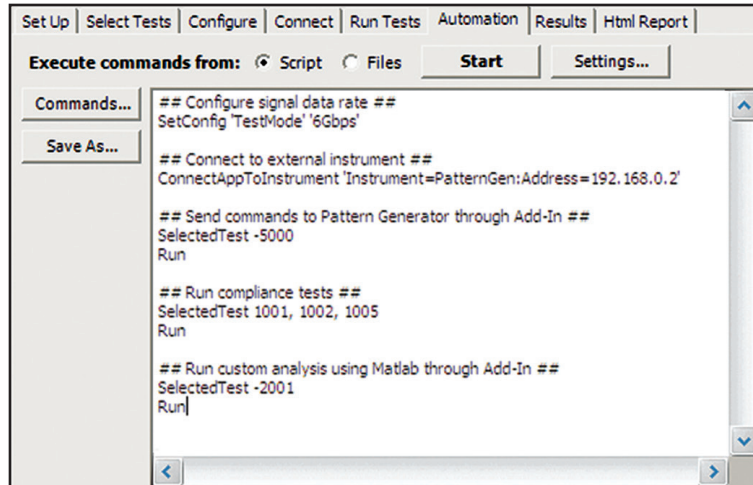 Set Up Select Tests Configure Connect Run Tests Automation Results Html Report
Execute commands from: Script Files Start Settings...
Commands...
Save As...
## Configure signal data rate ##
SetConfig 'TestMode' '6Gbps'
## Connect to external instrument ##
ConnectAppToInstrument 'Instrument=PatternGen:Address=192.168.0.2'
## Send commands to Pattern Generator through Add-In ##
SelectedTest -5000
Run
## Run compliance tests ##
SelectedTest 1001, 1002, 1005
Run
## Run custom analysis using Matlab through Add-In ##
SelectedTest -2001
Run